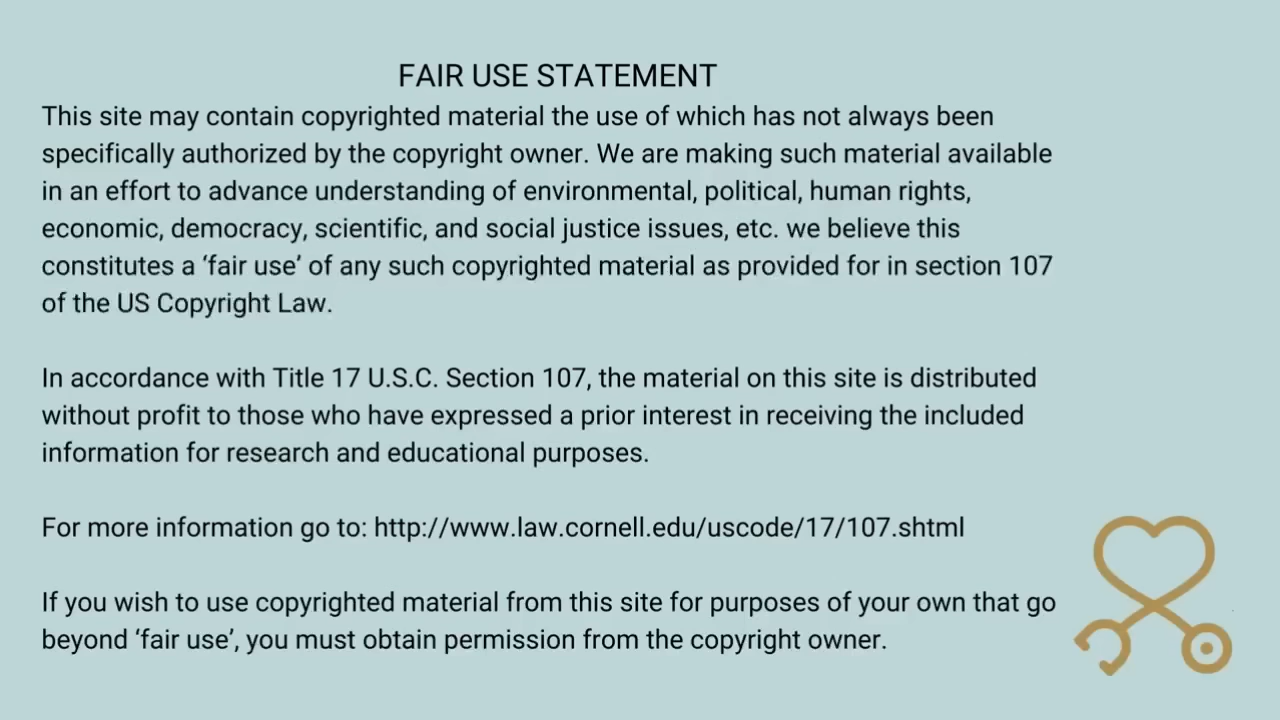 FAIR USE STATEMENT
This site may contain copyrighted material the use of which has not always been
specifically authorized by the copyright owner. We are making such material available
in an effort to advance understanding of environmental, political, human rights,
economic, democracy, scientific, and social justice issues, etc. we believe this
constitutes a ‘fair use’ of any such copyrighted material as provided for in section 107
of the US Copyright Law.
In accordance with Title 17 U.S.C. Section 107, the material on this site is distributed
without profit to those who have expressed a prior interest in receiving the included
information for research and educational purposes.
For more information go to: http://www.law.cornell.edu/uscode/17/107.shtml
If you wish to use copyrighted material from this site for purposes of your own that go
beyond ‘fair use’, you must obtain permission from the copyright owner.